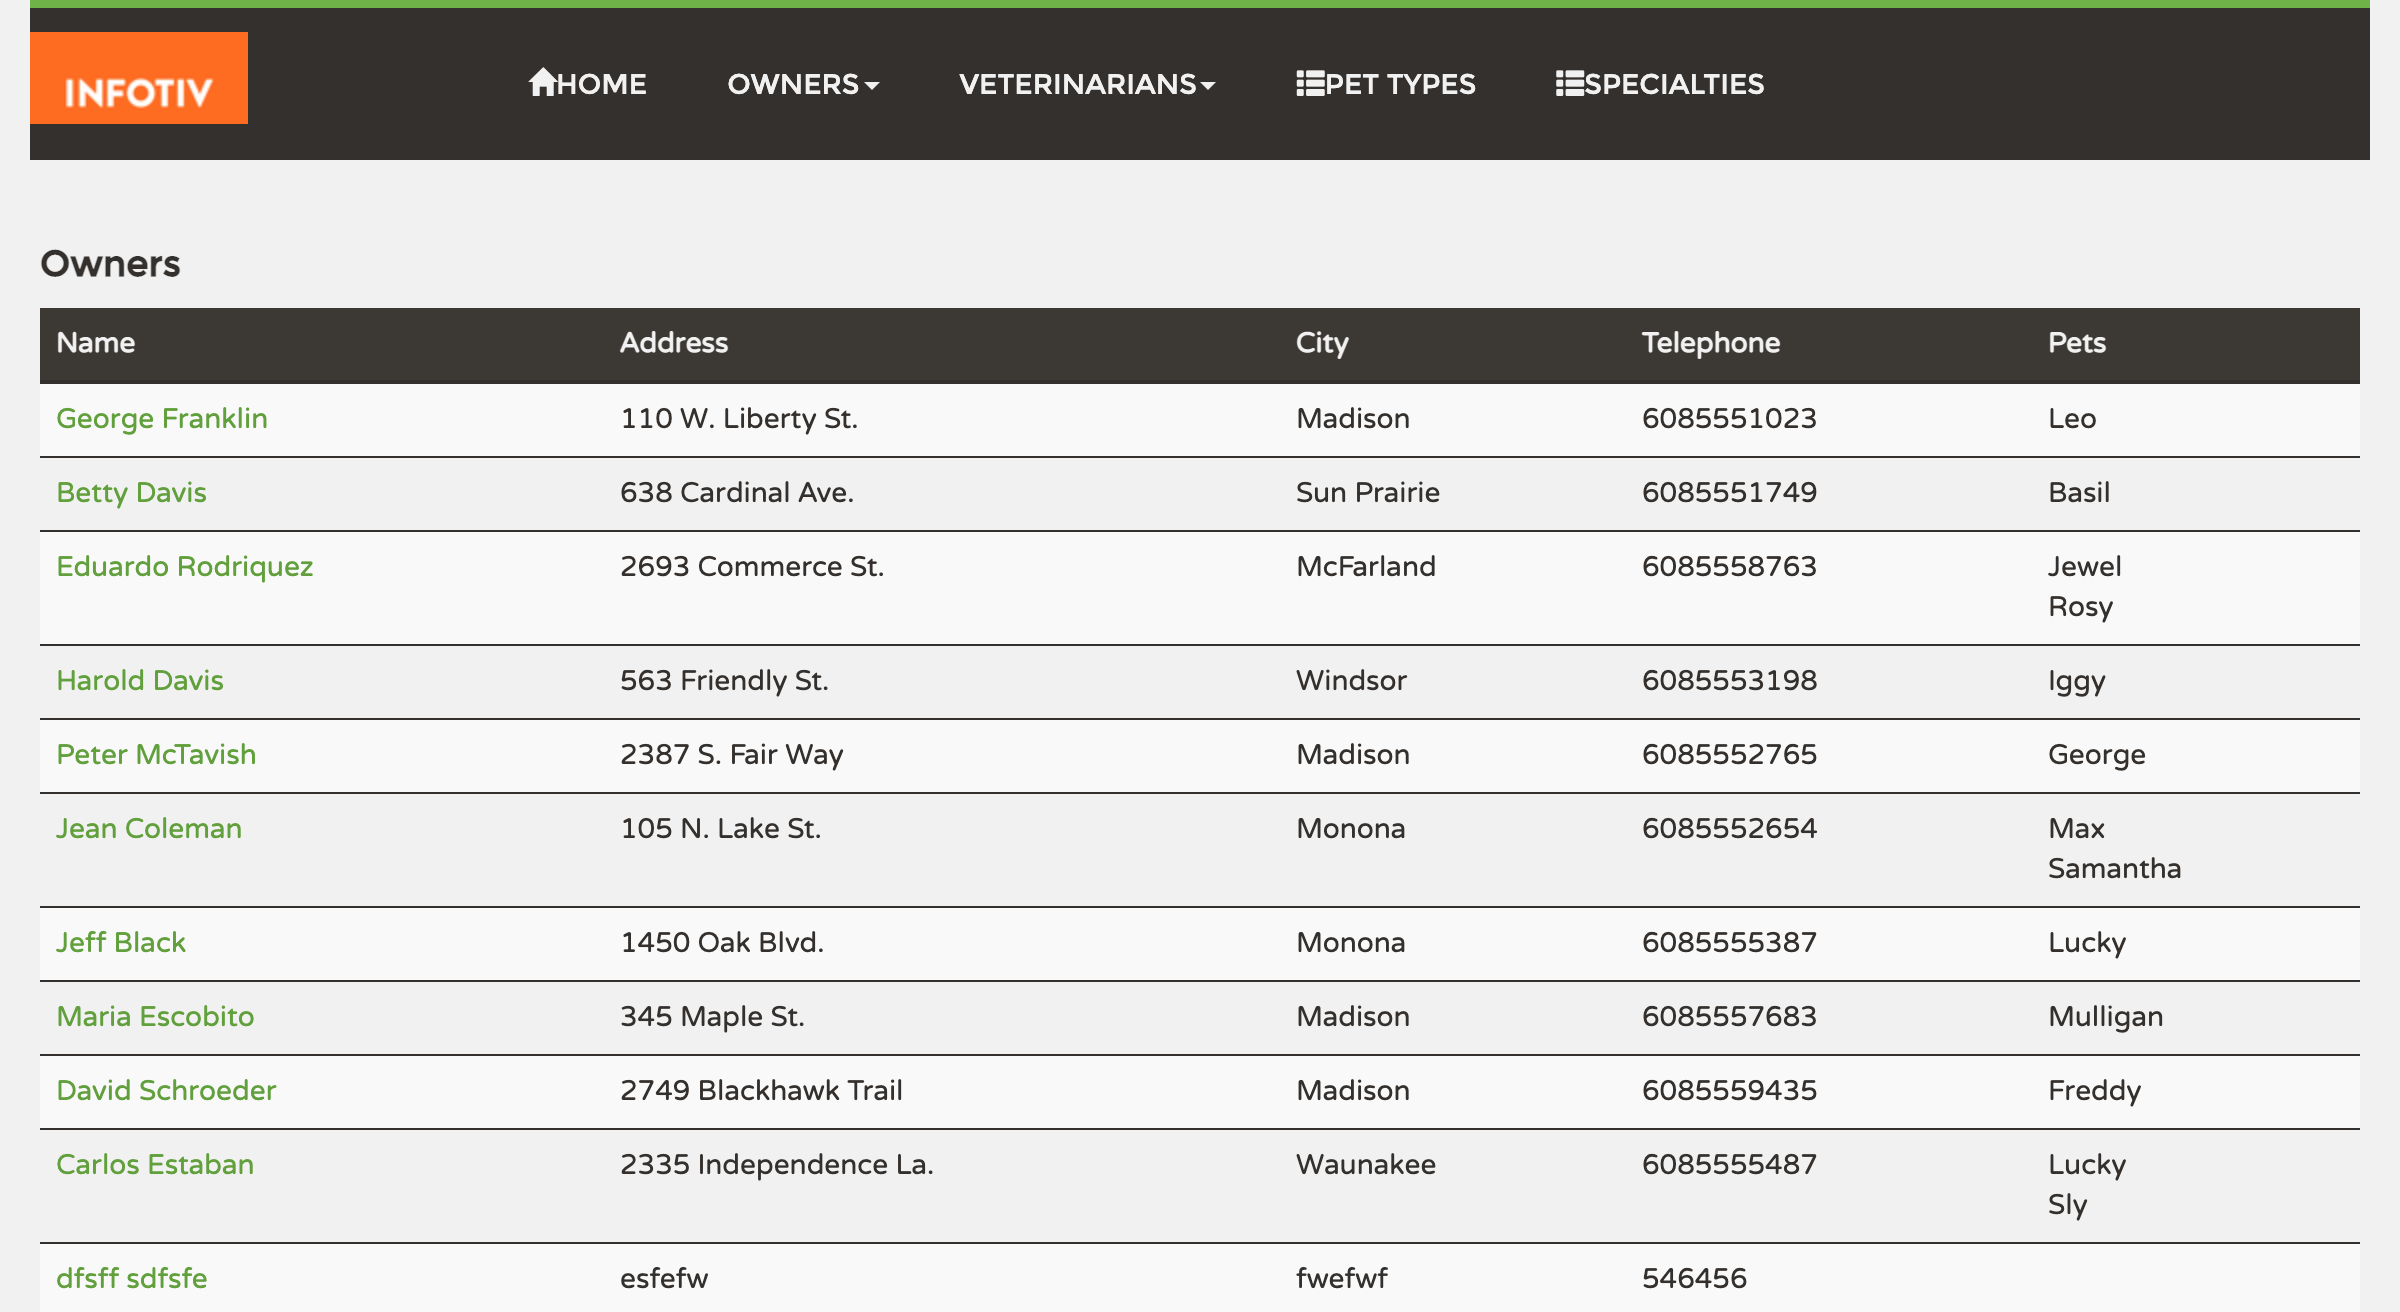 INFOTIV HOME OWNERS VETERINARIANS PET TYPES SPECIALTIES
Owners
Name Address City Telephone Pets
George Franklin 110 W. Liberty St. Madison 6085551023 Leo
Betty Davis 638 Cardinal Ave. Sun Prairie 6085551749 Basil
Eduardo Rodriquez 2693 Commerce St. McFarland 6085558763 Jewel
Rosy
Harold Davis 563 Friendly St. Windsor 6085553198 Iggy
Peter McTavish 2387 S. Fair Way Madison 6085552765 George
Jean Coleman 105 N. Lake St. Monona 6085552654 Max
Samantha
Jeff Black 1450 Oak Blvd. Monona 6085555387 Lucky
Maria Escobito 345 Maple St. Madison 6085557683 Mulligan
David Schroeder 2749 Blackhawk Trail Madison 6085559435 Freddy
Carlos Estaban 2335 Independence La. Waunakee 6085555487 Lucky
Sly
dfsff sdfsfe esfefw fwefwf 546456